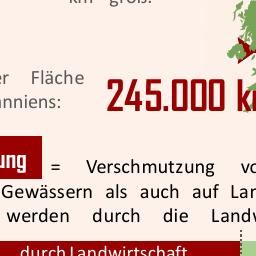 km² groß.
er Fläche
anniens:
245.000 k
ung = Verschmutzung vo
Gewässern als auch auf Lan
werden durch die Landw
durch Landwirtschaft